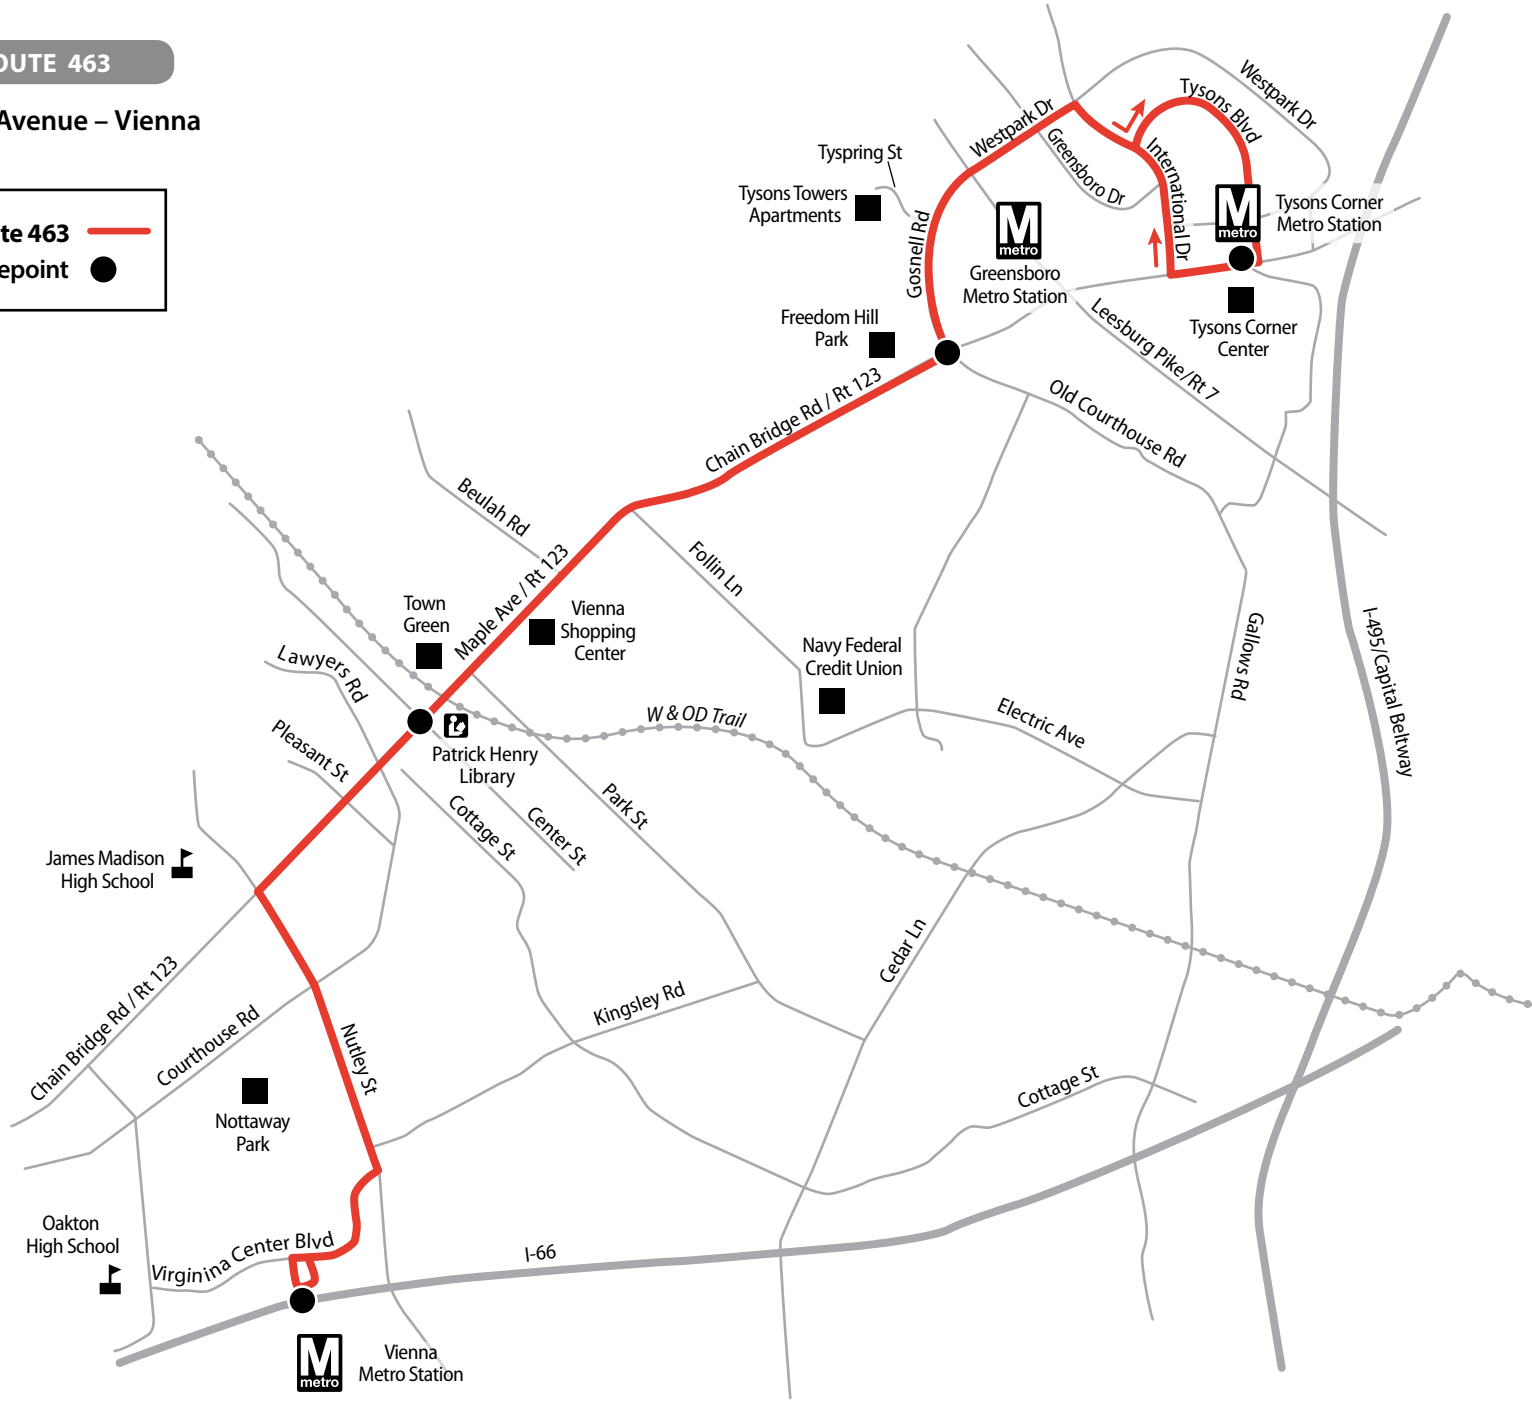 OUTE 463
Avenue – Vienna
te 463
epoint
Westpark Dr
Tysons Blvd
Westpark Dr
Greensboro Dr
International Dr
Tyspring St
Tysons Towers
Apartments
Gosnell Rd
M
metro
Greensboro
Metro Station
M
metro
Tysons Corner
Metro Station
Tysons Corner
Center
Freedom Hill
Park
Leesburg Pike/Rt 7
Chain Bridge Rd / Rt 123
Old Courthouse Rd
Beulah Rd
Maple Ave / Rt 123
Follin Ln
Town
Green
Vienna
Shopping
Center
Navy Federal
Credit Union
Gallows Rd
I-495/Capital Beltway
Lawyers Rd
W & OD Trail
Electric Ave
Pleasant St
Patrick Henry
Library
Cottage St
Center St
Park St
James Madison
High School
Chain Bridge Rd / Rt 123
Courthouse Rd
Nutley St
Kingsley Rd
Cedar Ln
Cottage St
Nottaway
Park
Oakton
High School
Virginina Center Blvd
I-66
M
metro
Vienna
Metro Station